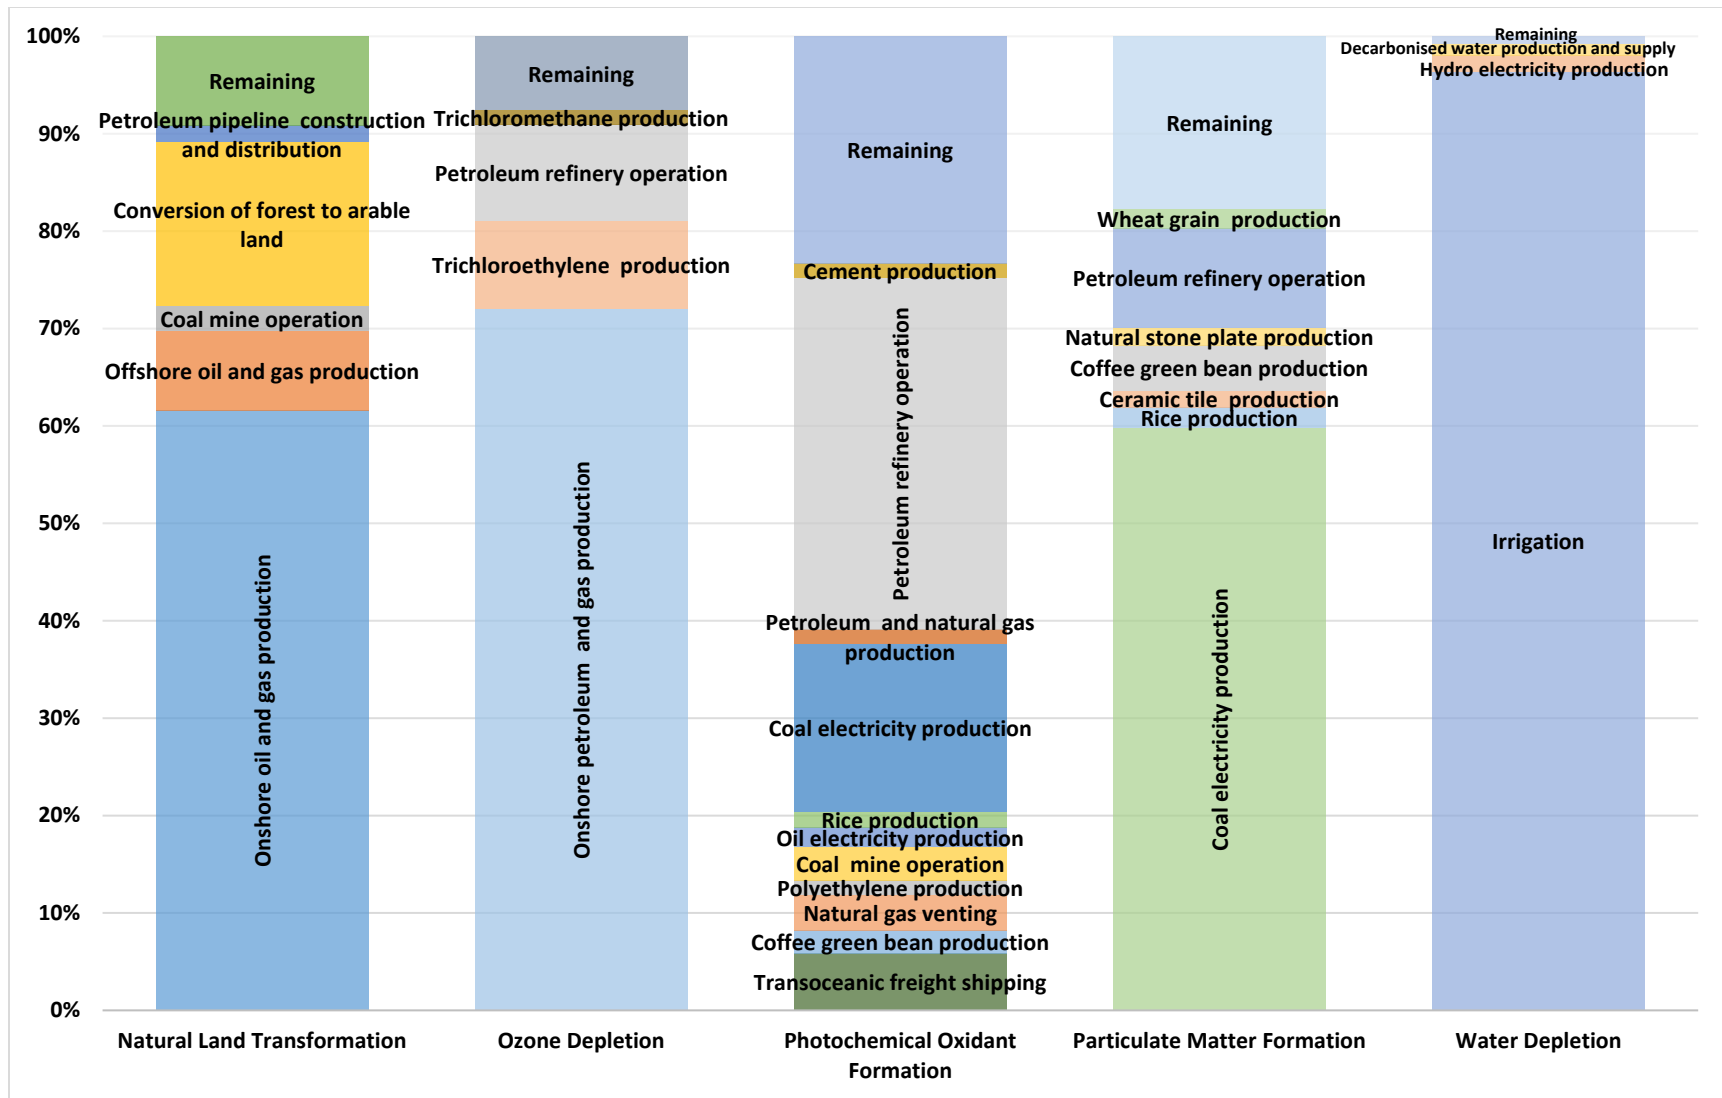 100%
90%
80%
70%
60%
50%
40%
30%
20%
10%
0%
Remaining
Petroleum pipeline construction
and distribution
Conversion of forest to arable
land
Coal mine operation
Offshore oil and gas production
Onshore oil and gas production
Natural Land Transformation
Remaining
Trichloromethane production
Petroleum refinery operation
Trichloroethylene production
Onshore petroleum and gas production
Ozone Depletion
Remaining
Cement production
Petroleum refinery operation
Petroleum and natural gas
production
Coal electricity production
Rice production
Oil electricity production
Coal mine operation
Polyethylene production
Natural gas venting
Coffee green bean production
Transoceanic freight shipping
Photochemical Oxidant
Formation
Remaining
Wheat grain production
Petroleum refinery operation
Natural stone plate production
Coffee green bean production
Ceramic tile production
Rice production
Coal electricity production
Particulate Matter Formation
Remaining
Decarbonised water production and supply
Hydro electricity production
Irrigation
Water Depletion